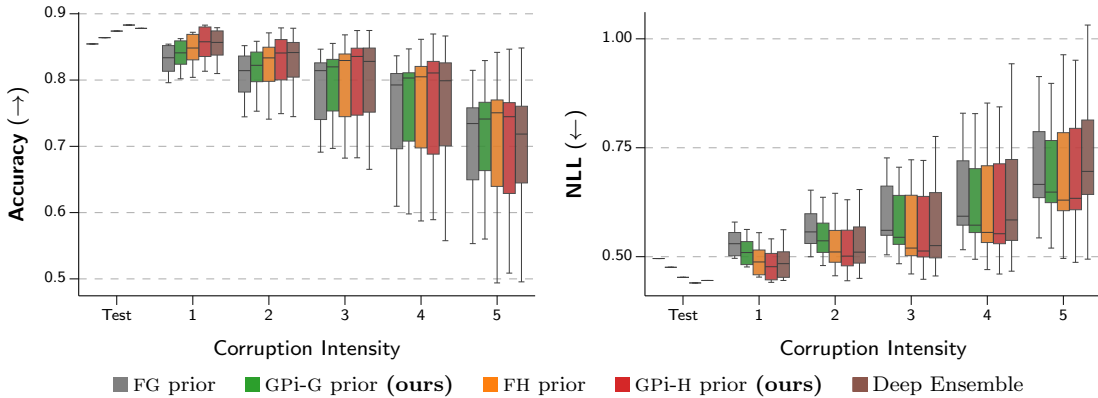 0.9
0.8
0.7
0.6
0.5
Accuracy (→)
Test 1 2 3 4 5
Corruption Intensity
1.00
0.75
0.50
NLL (←)
Test 1 2 3 4 5
Corruption Intensity
FG prior GPi-G prior (ours) FH prior GPi-H prior (ours) Deep Ensemble